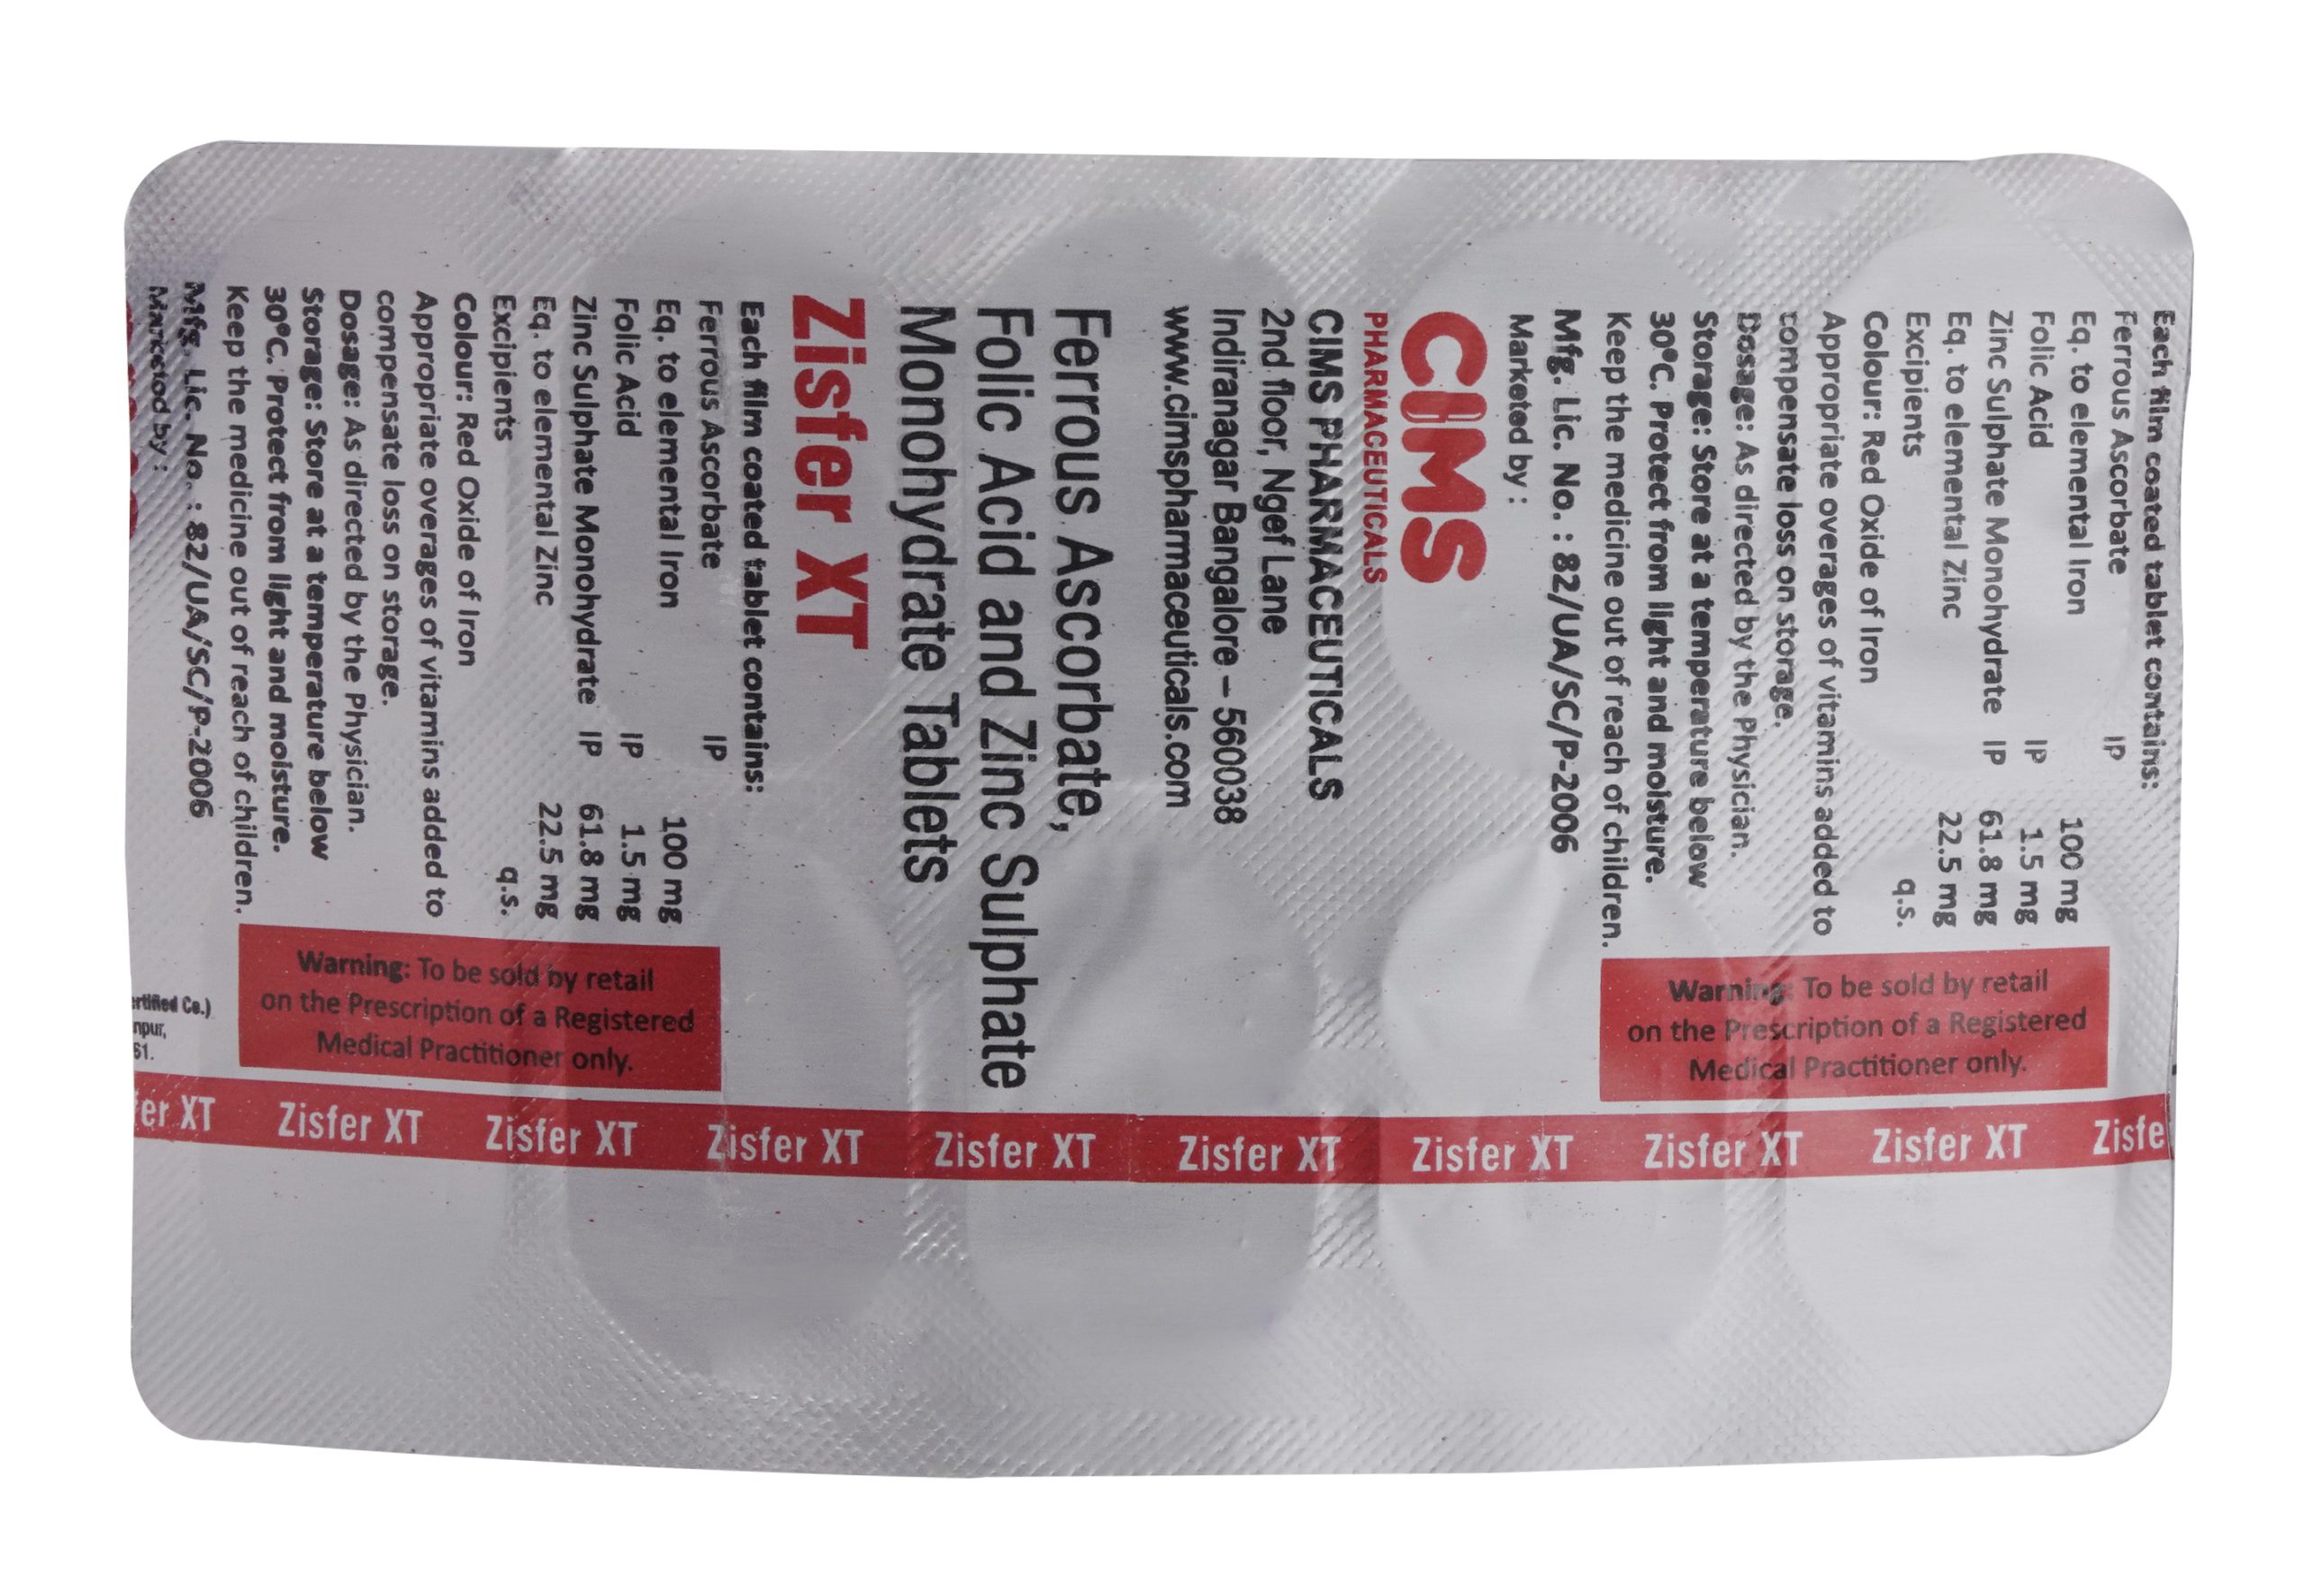 Each film coated tablet contains:
Ferrous Ascorbate IP
Eq. to elemental Iron 100 mg
Folic Acid IP 1.5 mg
Zinc Sulphate Monohydrate IP 61.8 mg
Eq. to elemental Zinc 22.5 mg
Excipients q.s.
Colour: Red Oxide of Iron
Appropriate overages of vitamins added to
compensate loss on storage.
Dosage: As directed by the Physician.
Storage: Store at a temperature below
30ºC. Protect from light and moisture.
Keep the medicine out of reach of children.
Mfg. Lic. No. : 82/UA/SC/P-2006
Marketed by :
Warning: To be sold by retail
on the Prescription of a Registered
Medical Practitioner only.
CIMS
PHARMACEUTICALS
CIMS PHARMACEUTICALS
2nd floor, Ngef Lane
Indiranagar Bangalore – 560038
www.cimspharmaceuticals.com
Ferrous Ascorbate,
Folic Acid and Zinc Sulphate
Monohydrate Tablets
Zisfer XT
Each film coated tablet contains:
Ferrous Ascorbate IP
Eq. to elemental Iron 100 mg
Folic Acid IP 1.5 mg
Zinc Sulphate Monohydrate IP 61.8 mg
Eq. to elemental Zinc 22.5 mg
Excipients q.s.
Colour: Red Oxide of Iron
Appropriate overages of vitamins added to
compensate loss on storage.
Dosage: As directed by the Physician.
Storage: Store at a temperature below
30ºC. Protect from light and moisture.
Keep the medicine out of reach of children.
Mfg. Lic. No. : 82/UA/SC/P-2006
Marketed by :
Warning: To be sold by retail
on the Prescription of a Registered
Medical Practitioner only.
ertified Co.)
npur,
61.
fer XT Zisfer XT Zisfer XT Zisfer XT Zisfer XT Zisfer XT Zisfer XT Zisfer XT Zisfer XT Zisfe